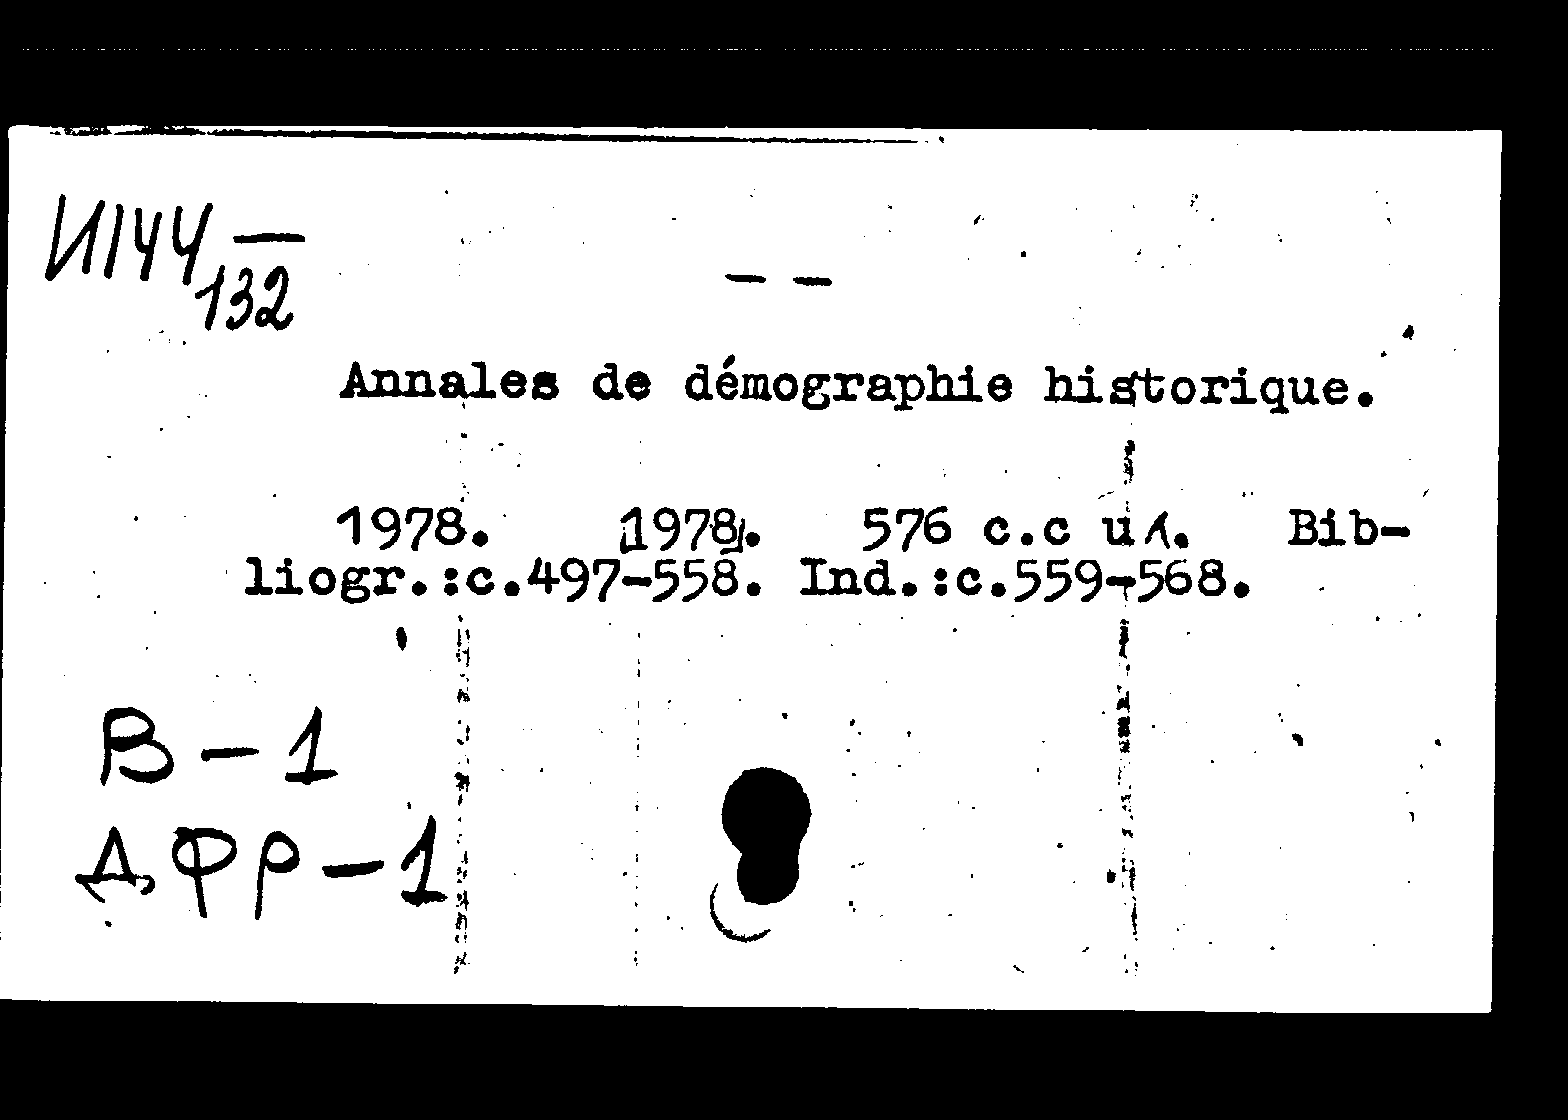 И144 —
132
— —
Annales de démographie historique.
1978. 1978. 576 c.c ил. Bib-
liogr.:c.497-558. Ind.:c.559-568.
В-1
ДФР-1